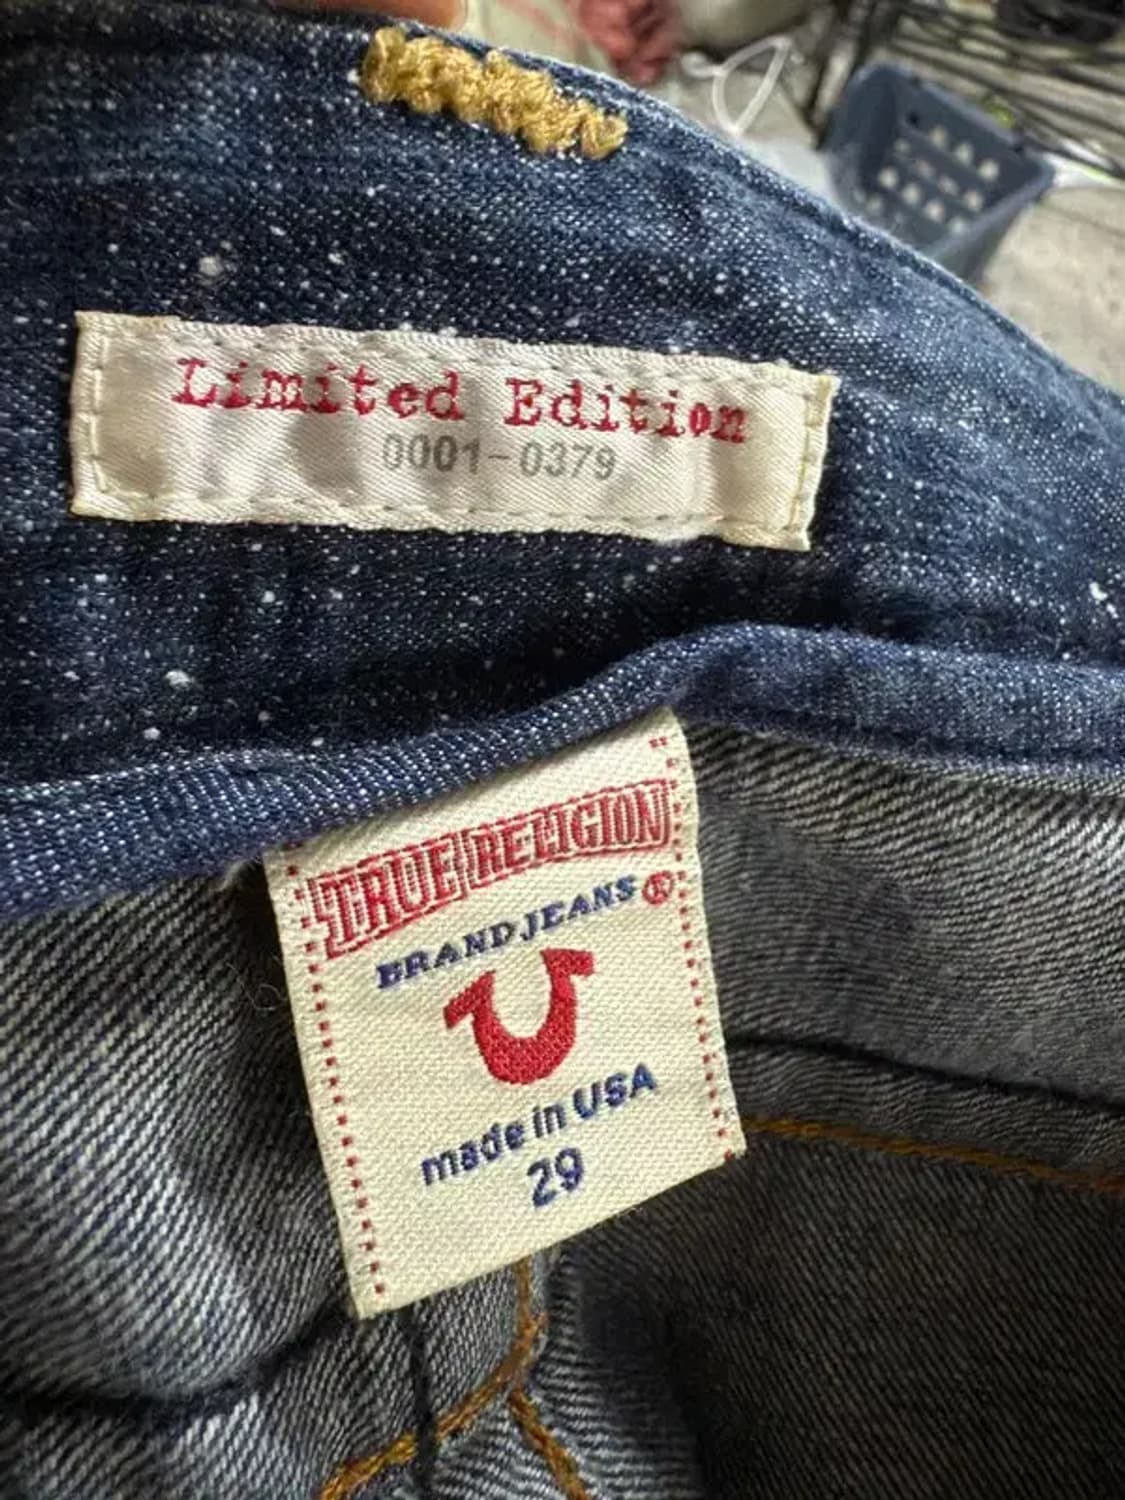 Limited Edition
0001-0379
TRUE RELIGION
BRAND JEANS ®
made in USA
29